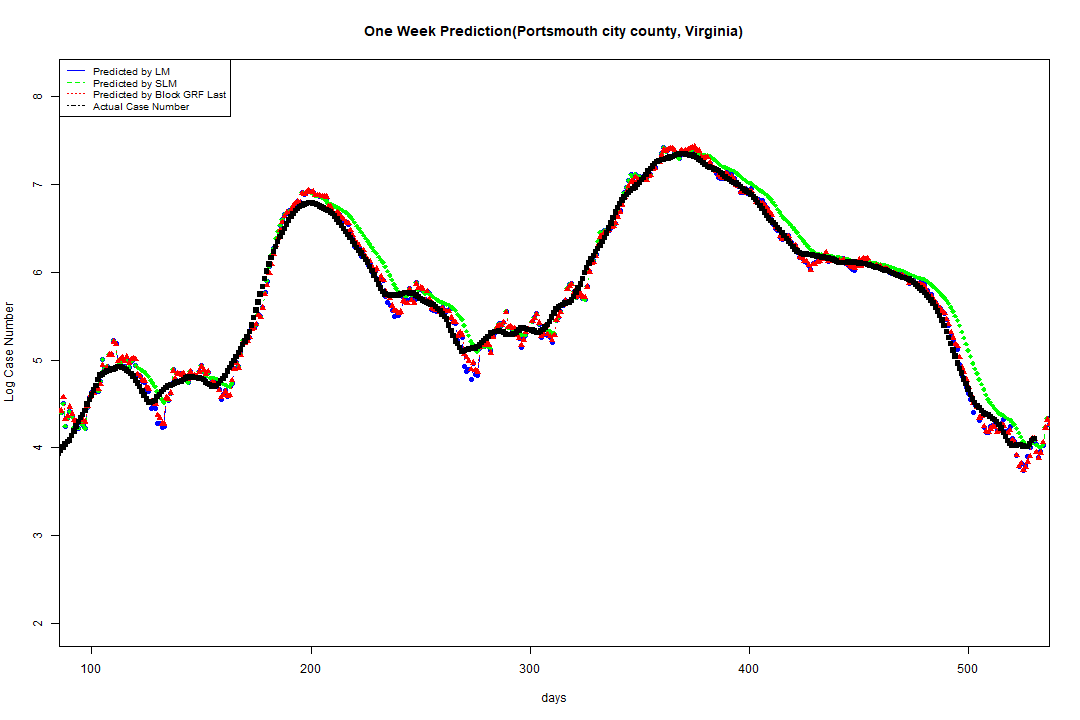 One Week Prediction(Portsmouth city county, Virginia)
Predicted by LM
Predicted by SLM
Predicted by Block GRF Last
Actual Case Number
8
7
6
5
4
3
2
Log Case Number
100 200 300 400 500
days